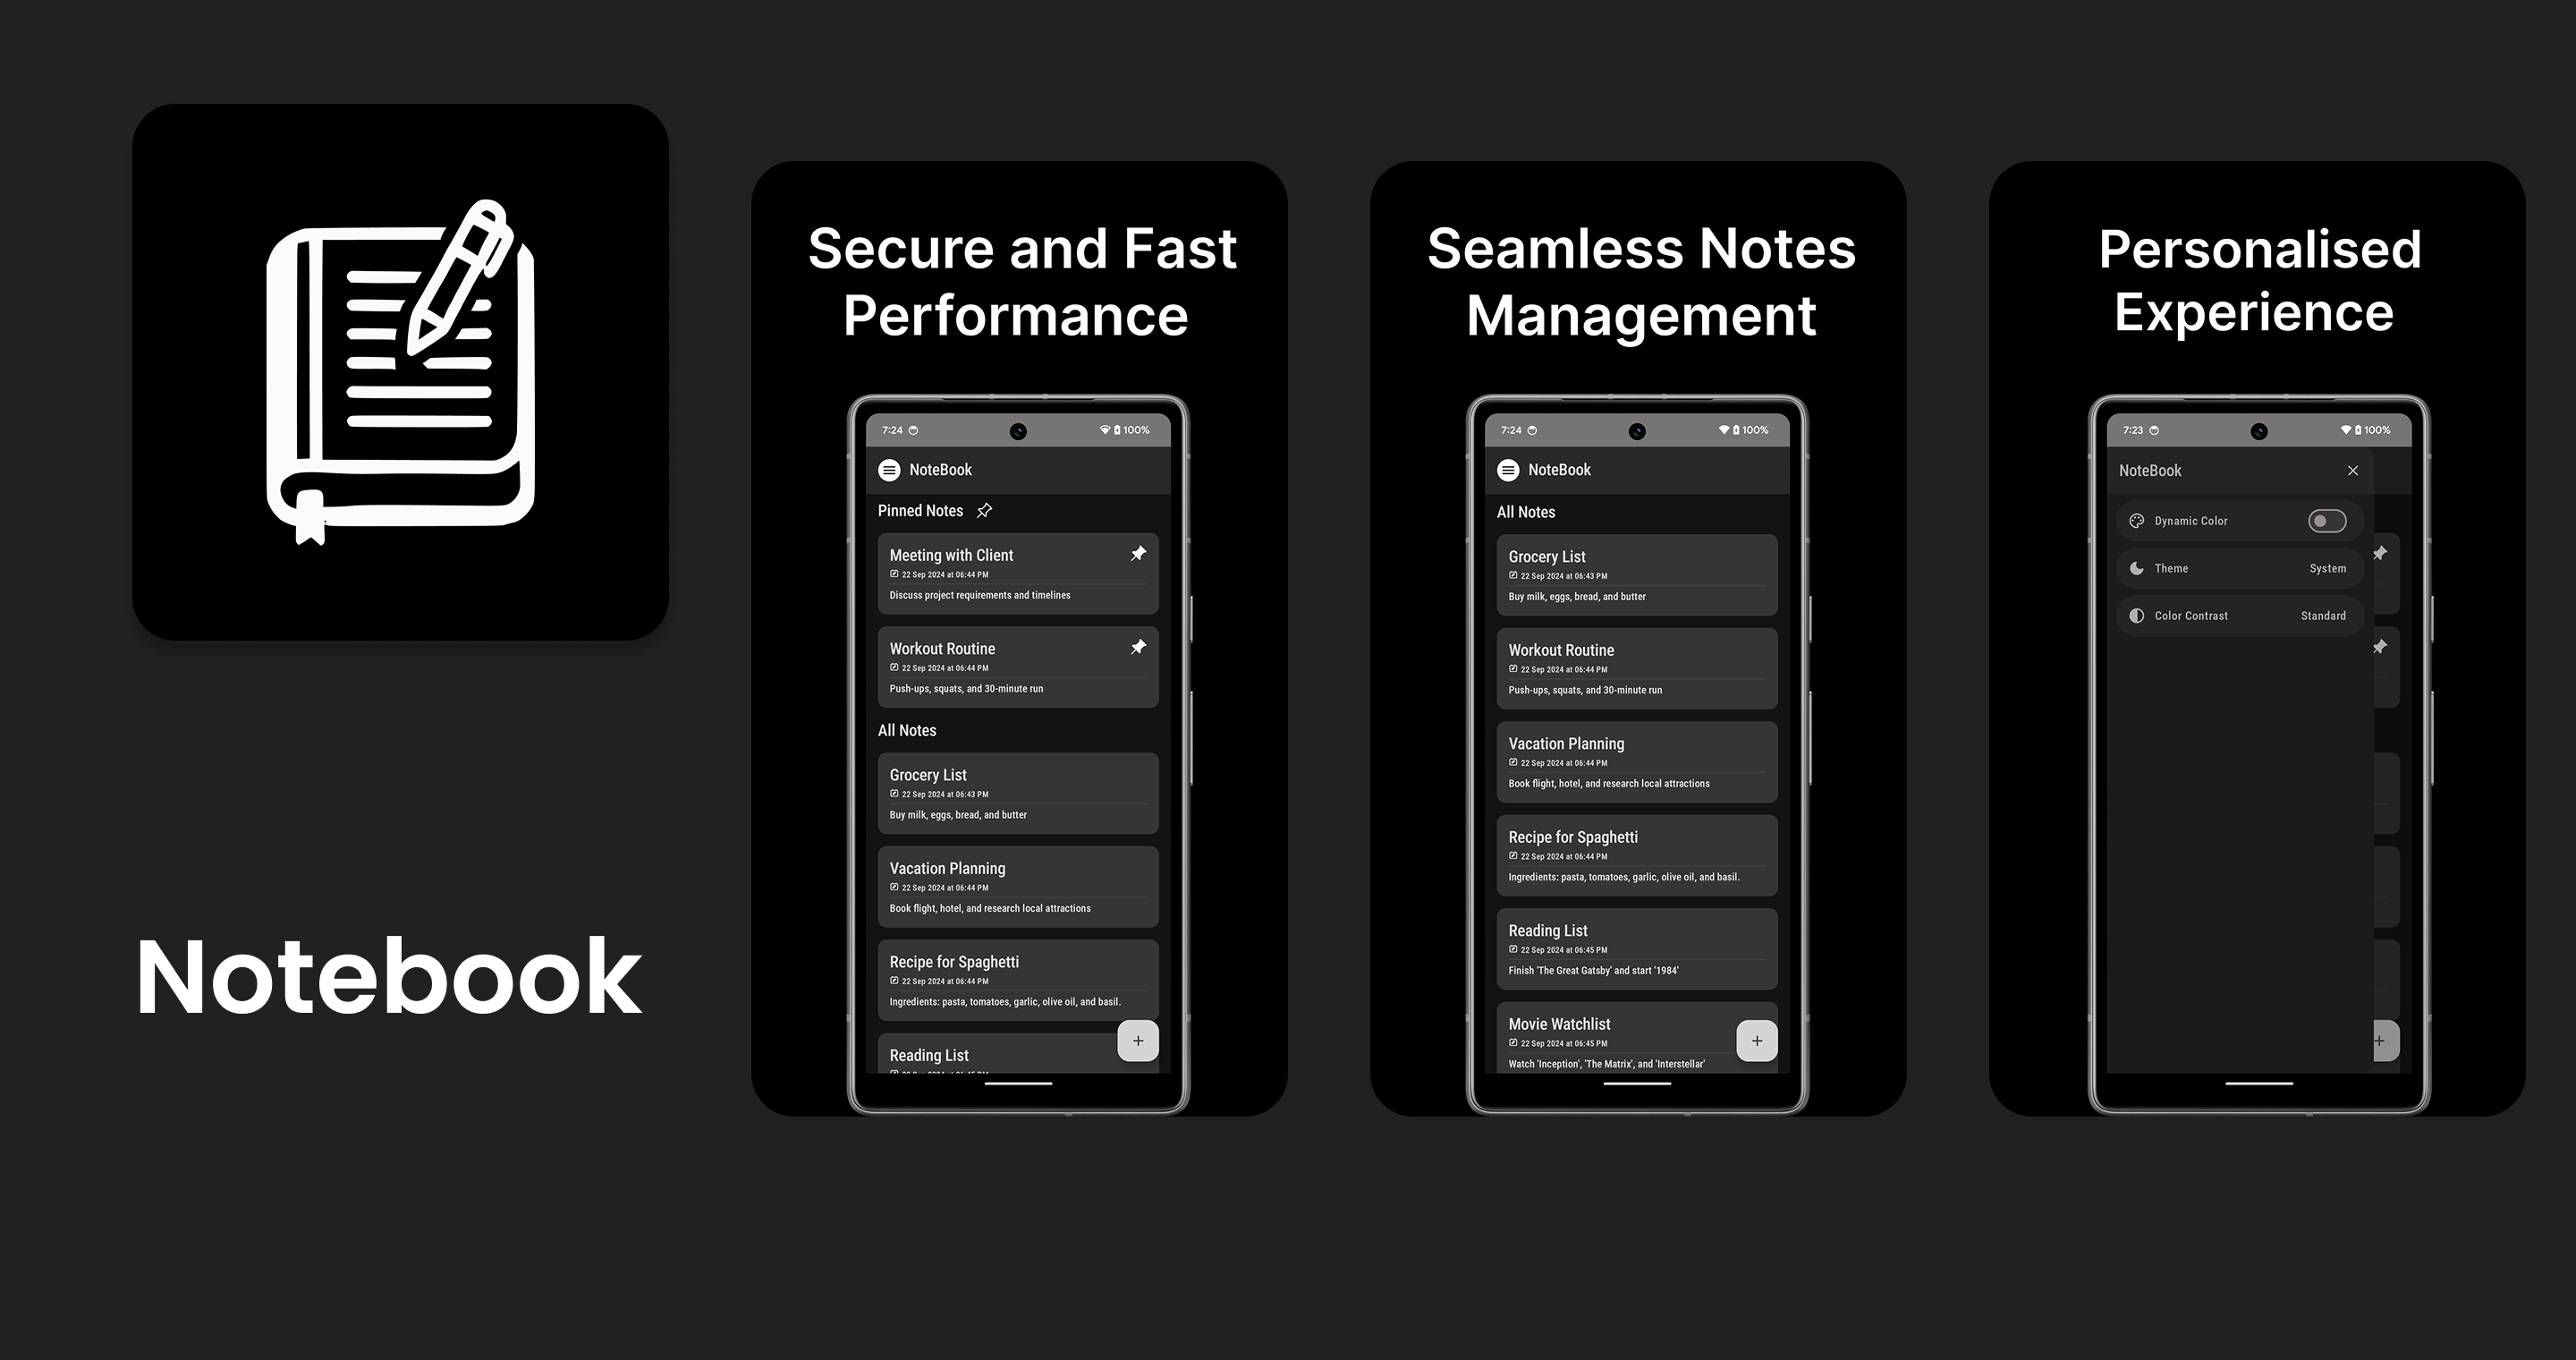 Notebook
Secure and Fast
Performance
7:24
100%
NoteBook
Pinned Notes
Meeting with Client
22 Sep 2024 at 06:44 PM
Discuss project requirements and timelines
Workout Routine
22 Sep 2024 at 06:44 PM
Push-ups, squats, and 30-minute run
All Notes
Grocery List
22 Sep 2024 at 06:43 PM
Buy milk, eggs, bread, and butter
Vacation Planning
22 Sep 2024 at 06:44 PM
Book flight, hotel, and research local attractions
Recipe for Spaghetti
22 Sep 2024 at 06:44 PM
Ingredients: pasta, tomatoes, garlic, olive oil, and basil.
Reading List
+
Seamless Notes
Management
7:24
100%
NoteBook
All Notes
Grocery List
22 Sep 2024 at 06:43 PM
Buy milk, eggs, bread, and butter
Workout Routine
22 Sep 2024 at 06:44 PM
Push-ups, squats, and 30-minute run
Vacation Planning
22 Sep 2024 at 06:44 PM
Book flight, hotel, and research local attractions
Recipe for Spaghetti
22 Sep 2024 at 06:44 PM
Ingredients: pasta, tomatoes, garlic, olive oil, and basil.
Reading List
22 Sep 2024 at 06:45 PM
Finish 'The Great Gatsby' and start '1984'
Movie Watchlist
22 Sep 2024 at 06:45 PM
Watch 'Inception', 'The Matrix', and 'Interstellar'
+
Personalised
Experience
7:23
100%
NoteBook
Dynamic Color
Theme System
Color Contrast Standard
+